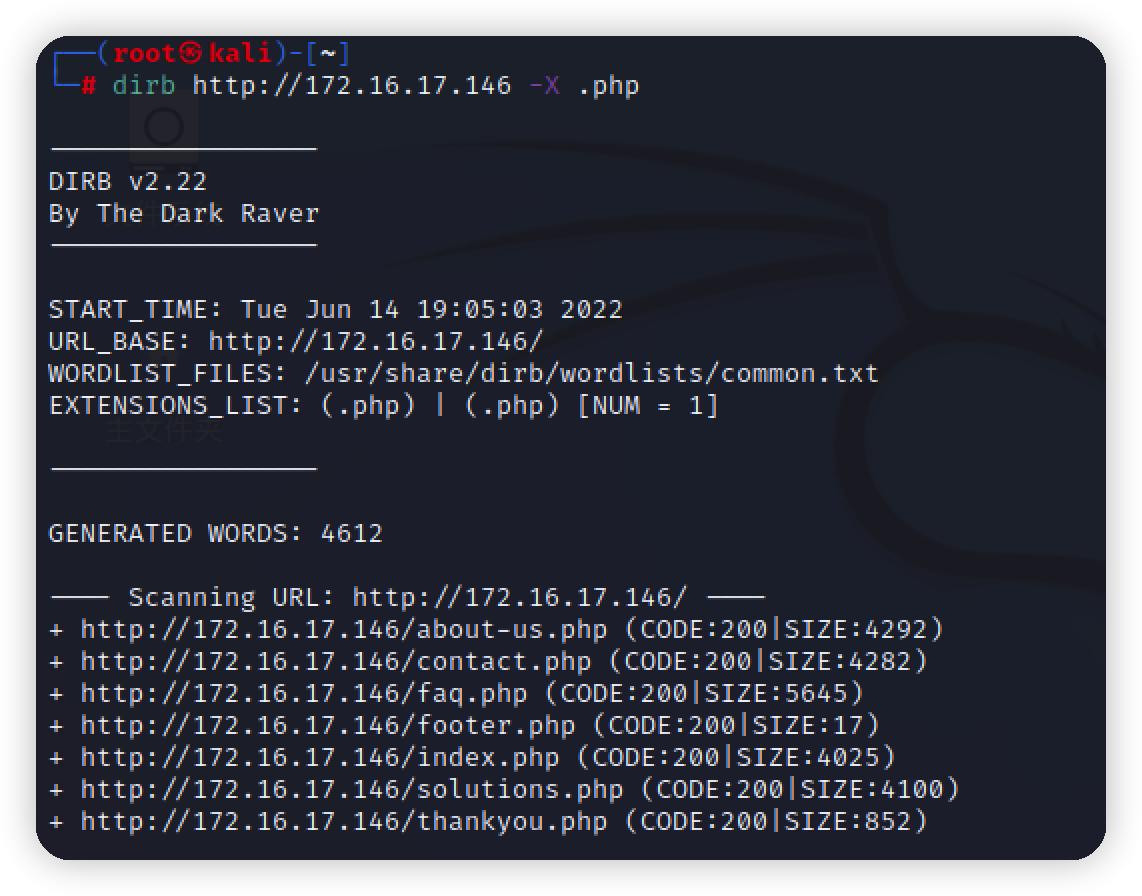 ┌──(root㉿kali)-[~]
└─# dirb http://172.16.17.146 -X .php
DIRB v2.22
By The Dark Raver
START_TIME: Tue Jun 14 19:05:03 2022
URL_BASE: http://172.16.17.146/
WORDLIST_FILES: /usr/share/dirb/wordlists/common.txt
EXTENSIONS_LIST: (.php) | (.php) [NUM = 1]
主文件夹
GENERATED WORDS: 4612
---- Scanning URL: http://172.16.17.146/ ----
+ http://172.16.17.146/about-us.php (CODE:200|SIZE:4292)
+ http://172.16.17.146/contact.php (CODE:200|SIZE:4282)
+ http://172.16.17.146/faq.php (CODE:200|SIZE:5645)
+ http://172.16.17.146/footer.php (CODE:200|SIZE:17)
+ http://172.16.17.146/index.php (CODE:200|SIZE:4025)
+ http://172.16.17.146/solutions.php (CODE:200|SIZE:4100)
+ http://172.16.17.146/thankyou.php (CODE:200|SIZE:852)